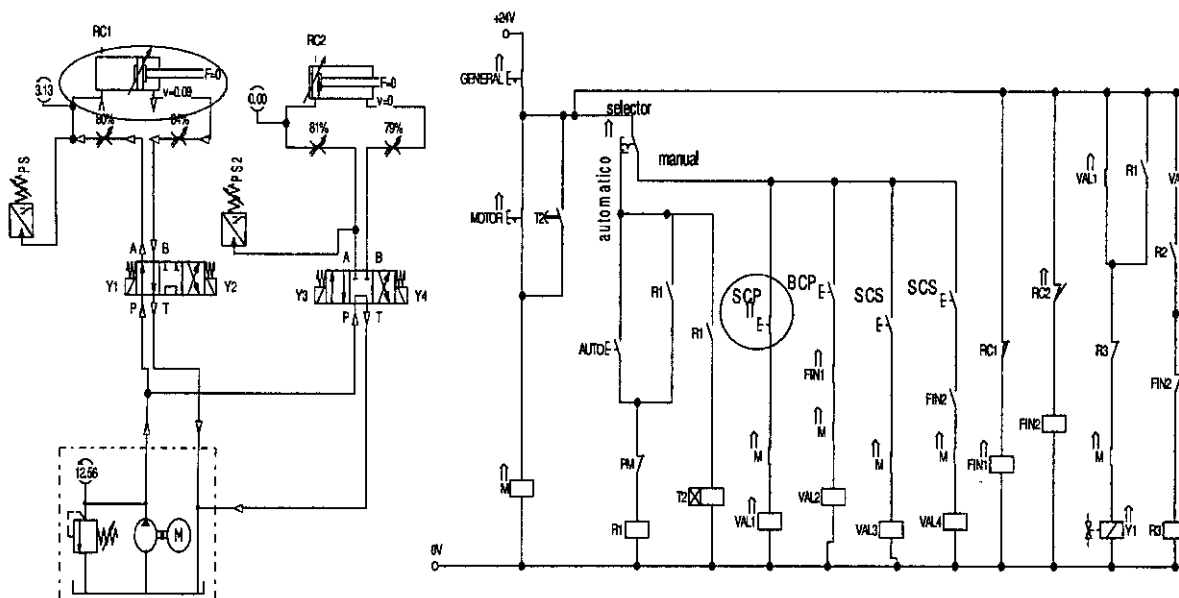 RC1
F=0
3.13
v=0.09
80%
84%
PS
A B
Y1 Y2
P T
RC2
F=0
0.00
v=0
81%
79%
PS2
A B
Y3 Y4
P T
12.56
M
+24V
GENERAL
selector
automatico
manual
MOTOR
T2
R1
R1
AUTO
PM
M
R1
T2
SCP
BCP
SCS
SCS
FIN1
FIN2
M
M
M
M
VAL1
VAL2
VAL3
VAL4
RC1
FIN1
RC2
FIN2
VAL1
R1
R3
M
Y1
VA
R2
FIN2
R3
0V